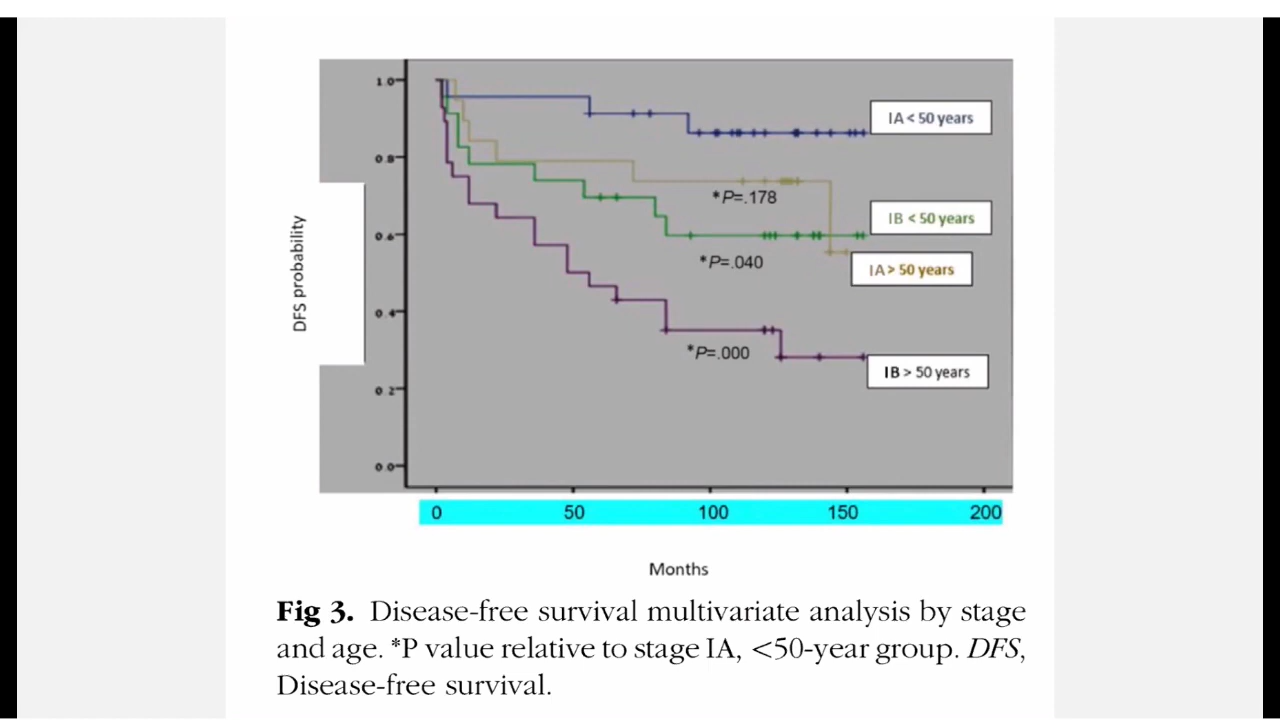 1.0
0.8
0.6
0.4
0.2
0.0
DFS probability
IA < 50 years
*P=.178
IB < 50 years
*P=.040
IA > 50 years
*P=.000
IB > 50 years
0 50 100 150 200
Months
Fig 3. Disease-free survival multivariate analysis by stage
and age. *P value relative to stage IA, <50-year group. DFS,
Disease-free survival.